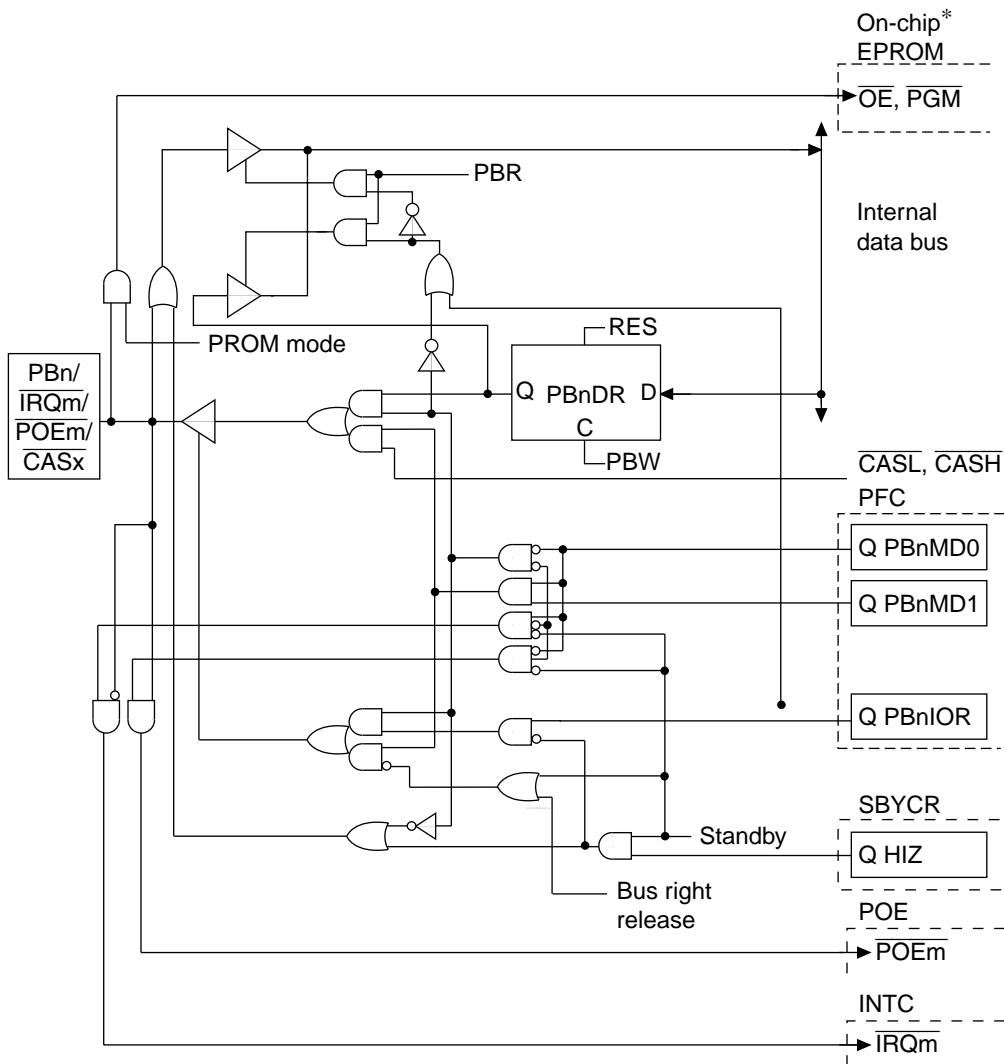 On-chip*
EPROM
OE, PGM
PBR
Internal
data bus
RES
PROM mode
PBn/
IRQm/
POEm/
CASx
Q PBnDR D
C
PBW
CASL, CASH
PFC
Q PBnMD0
Q PBnMD1
Q PBnIOR
SBYCR
Standby
Q HIZ
Bus right
release
POE
POEm
INTC
IRQm